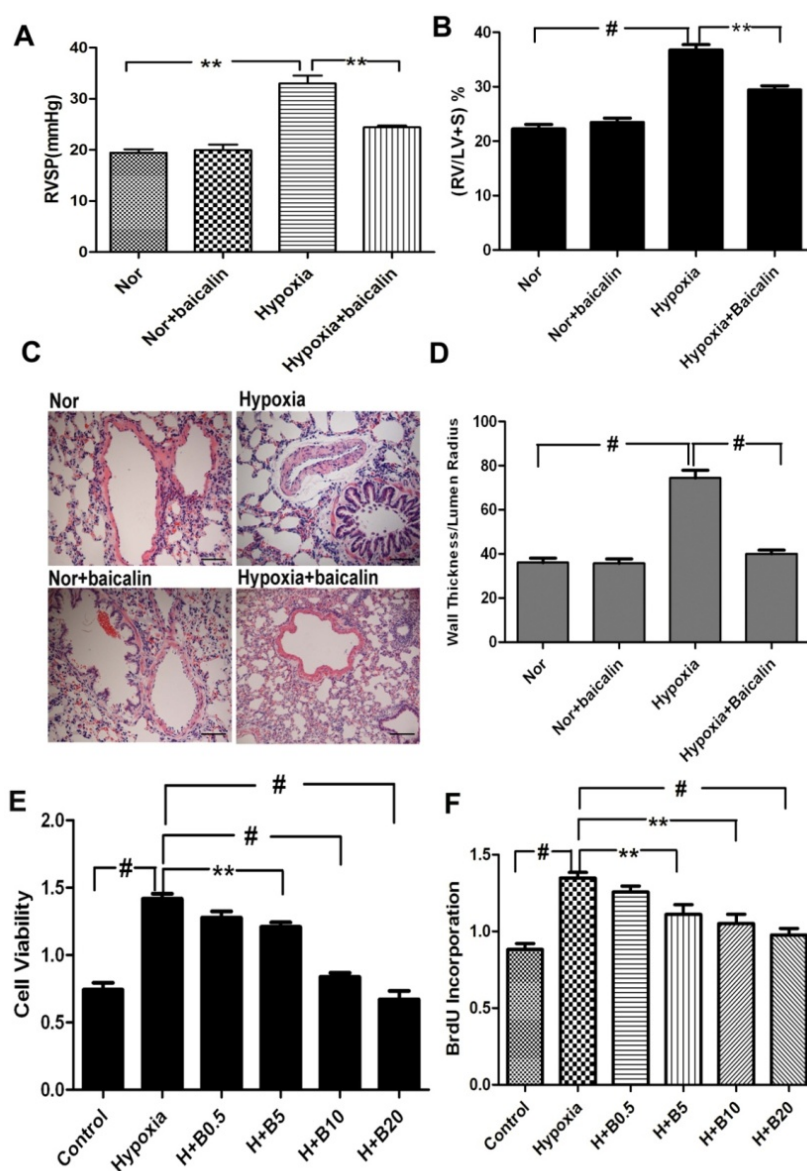 A
RVSP(mmHg)
40
30
20
10
0
** **
Nor
Nor+baicalin
Hypoxia
Hypoxia+baicalin
B
(RV/LV+S) %
40
30
20
10
0
# **
Nor
Nor+baicalin
Hypoxia
Hypoxia+Baicalin
C
Nor
Hypoxia
Nor+baicalin
Hypoxia+baicalin
D
Wall Thickness/Lumen Radius
100
80
60
40
20
0
# #
Nor
Nor+baicalin
Hypoxia
Hypoxia+Baicalin
E
Cell Viability
2.0
1.5
1.0
0.5
0.0
#
#
# **
Control
Hypoxia
H+B0.5
H+B5
H+B10
H+B20
F
BrdU Incorporation
1.5
1.0
0.5
0.0
#
**
# **
Control
Hypoxia
H+B0.5
H+B5
H+B10
H+B20